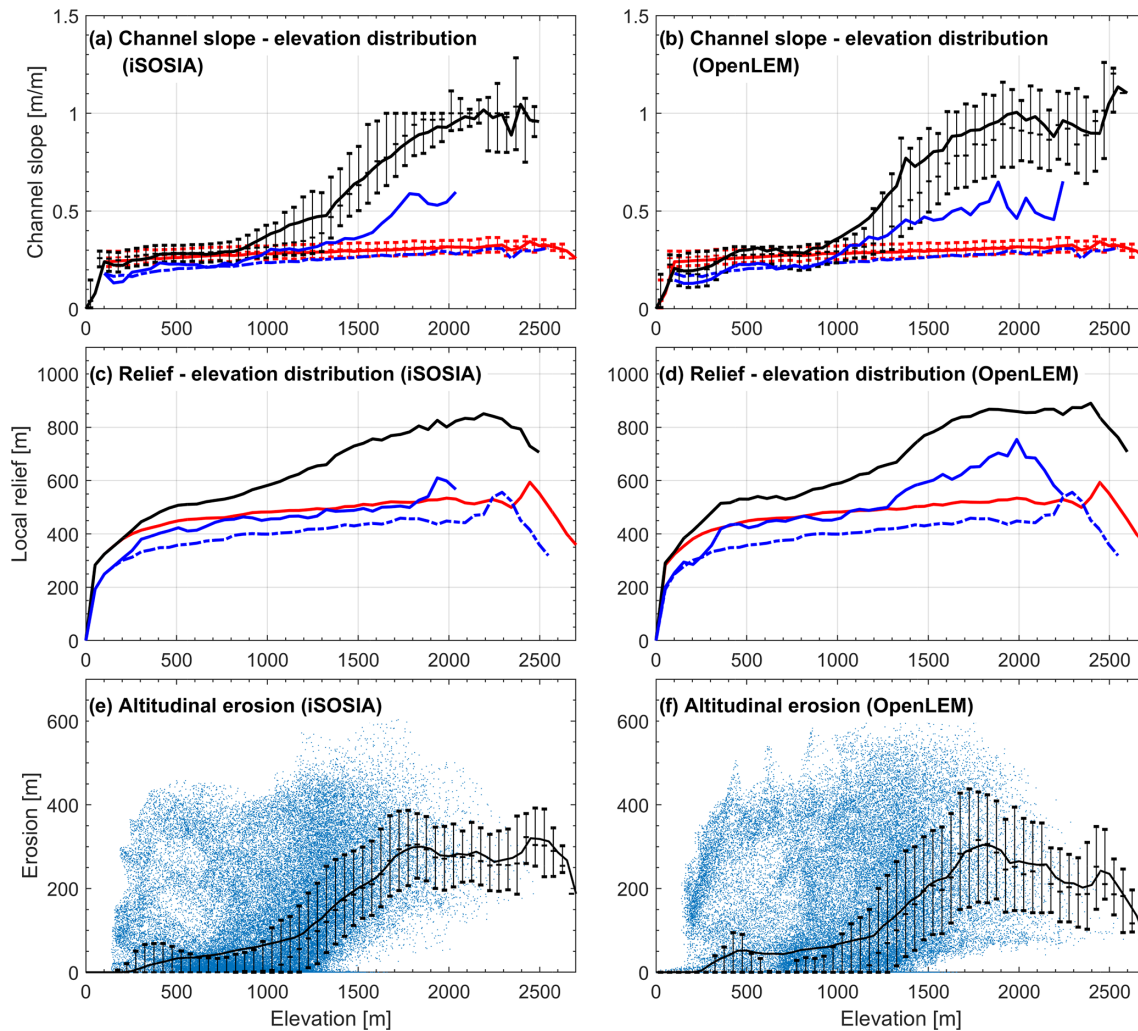 (a) Channel slope - elevation distribution
(iSOSIA)
Channel slope [m/m]
1.5
1
0.5
0
0 500 1000 1500 2000 2500
(b) Channel slope - elevation distribution
(OpenLEM)
1.5
1
0.5
0
0 500 1000 1500 2000 2500
(c) Relief - elevation distribution (iSOSIA)
Local relief [m]
1000
800
600
400
200
0
0 500 1000 1500 2000 2500
(d) Relief - elevation distribution (OpenLEM)
1000
800
600
400
200
0
0 500 1000 1500 2000 2500
(e) Altitudinal erosion (iSOSIA)
Erosion [m]
600
400
200
0
0 500 1000 1500 2000 2500
Elevation [m]
(f) Altitudinal erosion (OpenLEM)
600
400
200
0
0 500 1000 1500 2000 2500
Elevation [m]